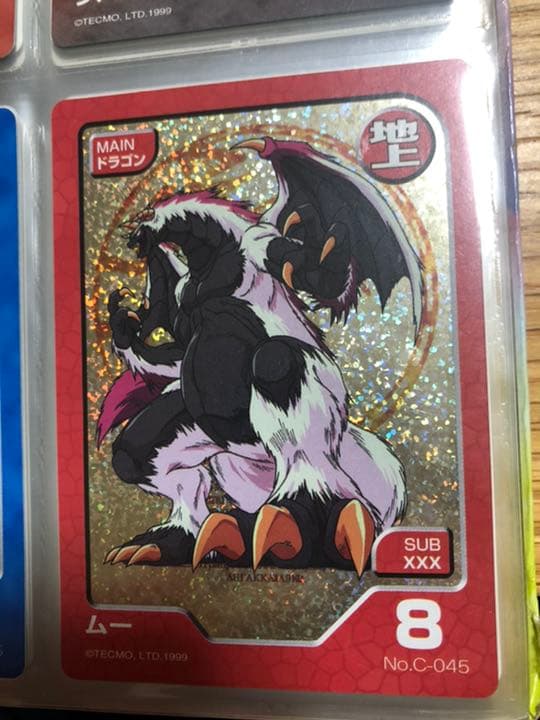 ©TECMO, LTD. 1999
MAIN
ドラゴン
地上
SUB
XXX
ムー
8
©TECMO, LTD. 1999
No.C-045